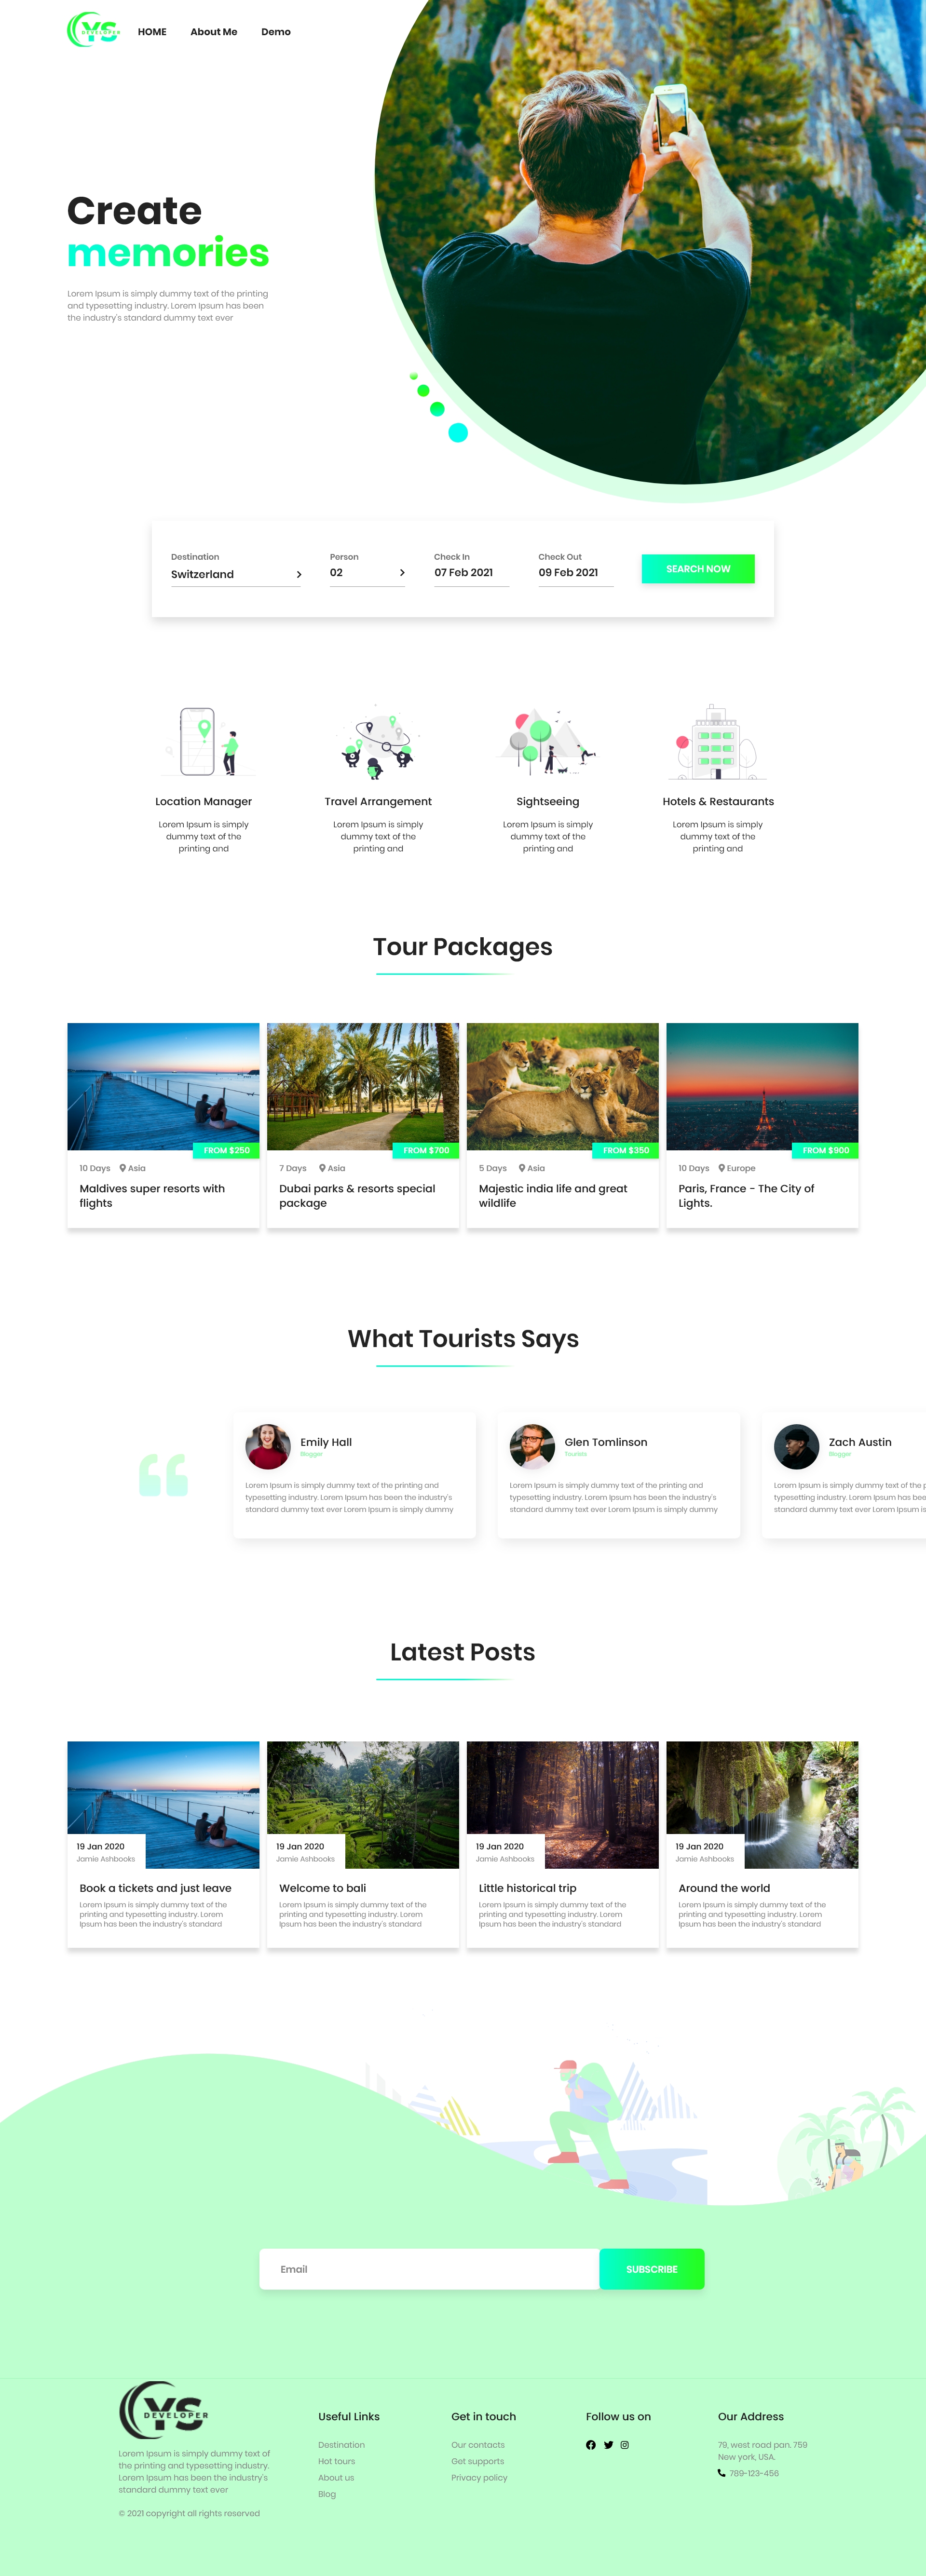 YS
DEVELOPER
HOME
About Me
Demo
Create
memories
Lorem Ipsum is simply dummy text of the printing
and typesetting industry. Lorem Ipsum has been
the industry's standard dummy text ever
Destination
Switzerland
Person
02
Check In
07 Feb 2021
Check Out
09 Feb 2021
SEARCH NOW
Location Manager
Lorem Ipsum is simply
dummy text of the
printing and
Travel Arrangement
Lorem Ipsum is simply
dummy text of the
printing and
Sightseeing
Lorem Ipsum is simply
dummy text of the
printing and
Hotels & Restaurants
Lorem Ipsum is simply
dummy text of the
printing and
Tour Packages
FROM $250
10 Days
Asia
Maldives super resorts with
flights
FROM $700
7 Days
Asia
Dubai parks & resorts special
package
FROM $350
5 Days
Asia
Majestic india life and great
wildlife
FROM $900
10 Days
Europe
Paris, France - The City of
Lights.
What Tourists Says
Emily Hall
Blogger
Lorem Ipsum is simply dummy text of the printing and
typesetting industry. Lorem Ipsum has been the industry's
standard dummy text ever Lorem Ipsum is simply dummy
Glen Tomlinson
Tourists
Lorem Ipsum is simply dummy text of the printing and
typesetting industry. Lorem Ipsum has been the industry's
standard dummy text ever Lorem Ipsum is simply dummy
Zach Austin
Blogger
Lorem Ipsum is simply dummy text of the p
typesetting industry. Lorem Ipsum has bee
standard dummy text ever Lorem Ipsum is
Latest Posts
19 Jan 2020
Jamie Ashbooks
Book a tickets and just leave
Lorem Ipsum is simply dummy text of the
printing and typesetting industry. Lorem
Ipsum has been the industry's standard
19 Jan 2020
Jamie Ashbooks
Welcome to bali
Lorem Ipsum is simply dummy text of the
printing and typesetting industry. Lorem
Ipsum has been the industry's standard
19 Jan 2020
Jamie Ashbooks
Little historical trip
Lorem Ipsum is simply dummy text of the
printing and typesetting industry. Lorem
Ipsum has been the industry's standard
19 Jan 2020
Jamie Ashbooks
Around the world
Lorem Ipsum is simply dummy text of the
printing and typesetting industry. Lorem
Ipsum has been the industry's standard
Email
SUBSCRIBE
YS
DEVELOPER
Lorem Ipsum is simply dummy text of
the printing and typesetting industry.
Lorem Ipsum has been the industry's
standard dummy text ever
© 2021 copyright all rights reserved
Useful Links
Destination
Hot tours
About us
Blog
Get in touch
Our contacts
Get supports
Privacy policy
Follow us on
Our Address
79, west road pan. 759
New york, USA.
789-123-456